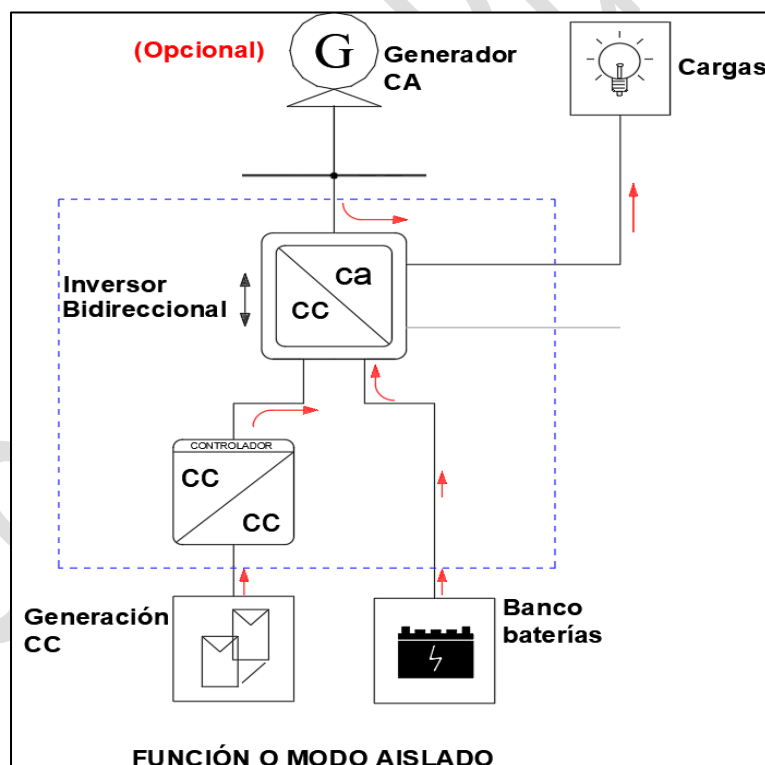 (Opcional)
G
Generador
CA
Cargas
Inversor
Bidireccional
ca
CC
CONTROLADOR
CC
CC
Generación
CC
Banco
baterías
FUNCIÓN O MODO AISLADO